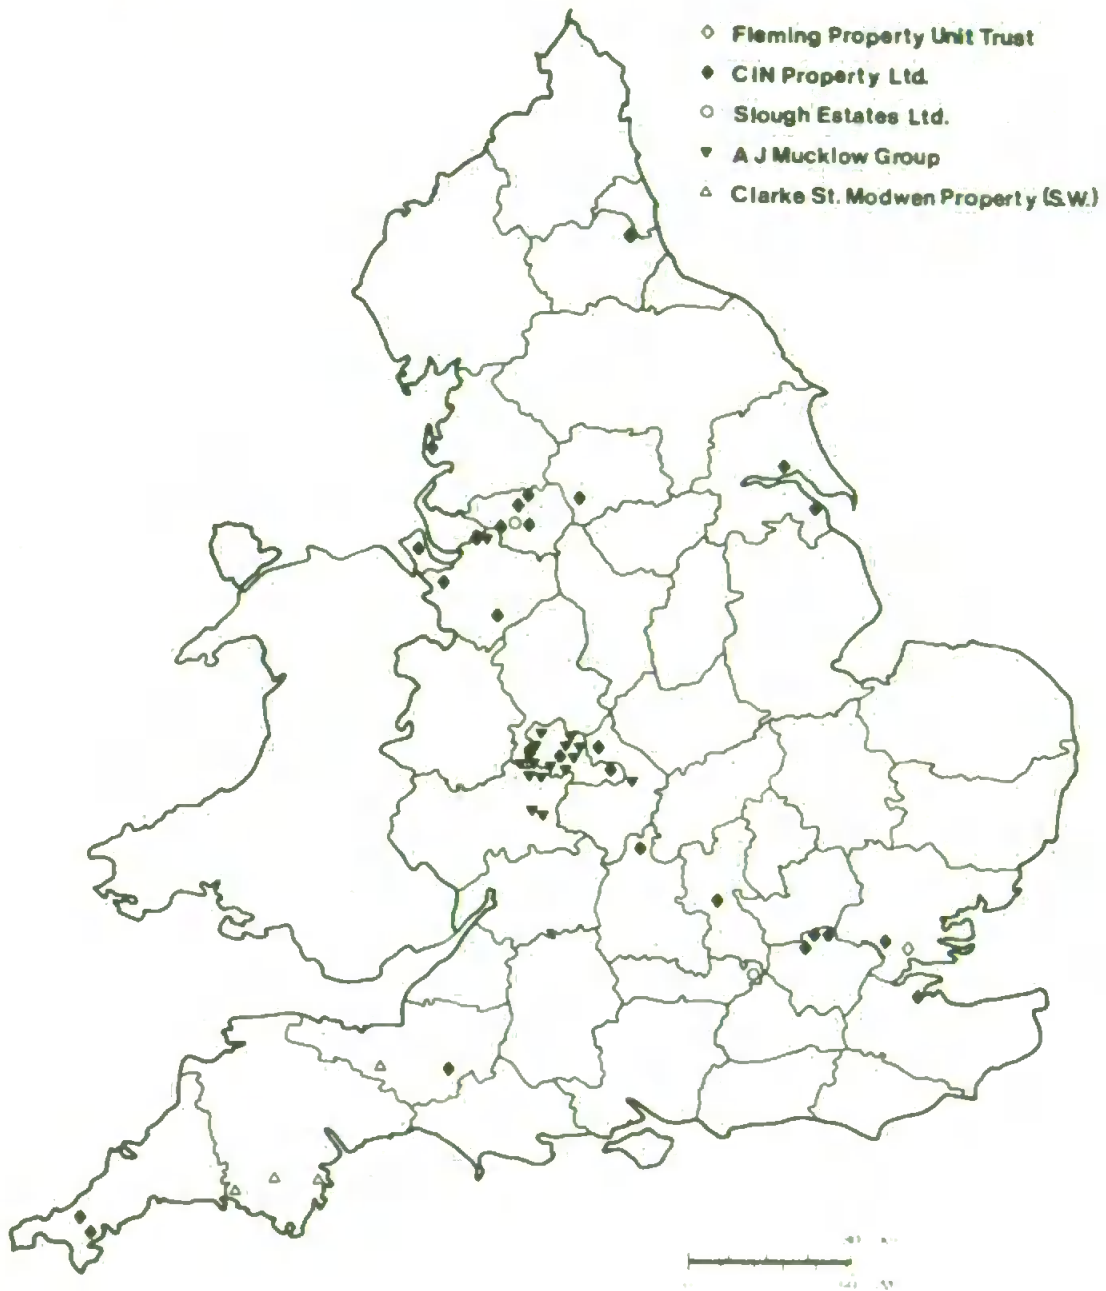 Fleming Property Unit Trust
CIN Property Ltd.
Slough Estates Ltd.
A J Mucklow Group
Clarke St. Modwen Property (S.W.)